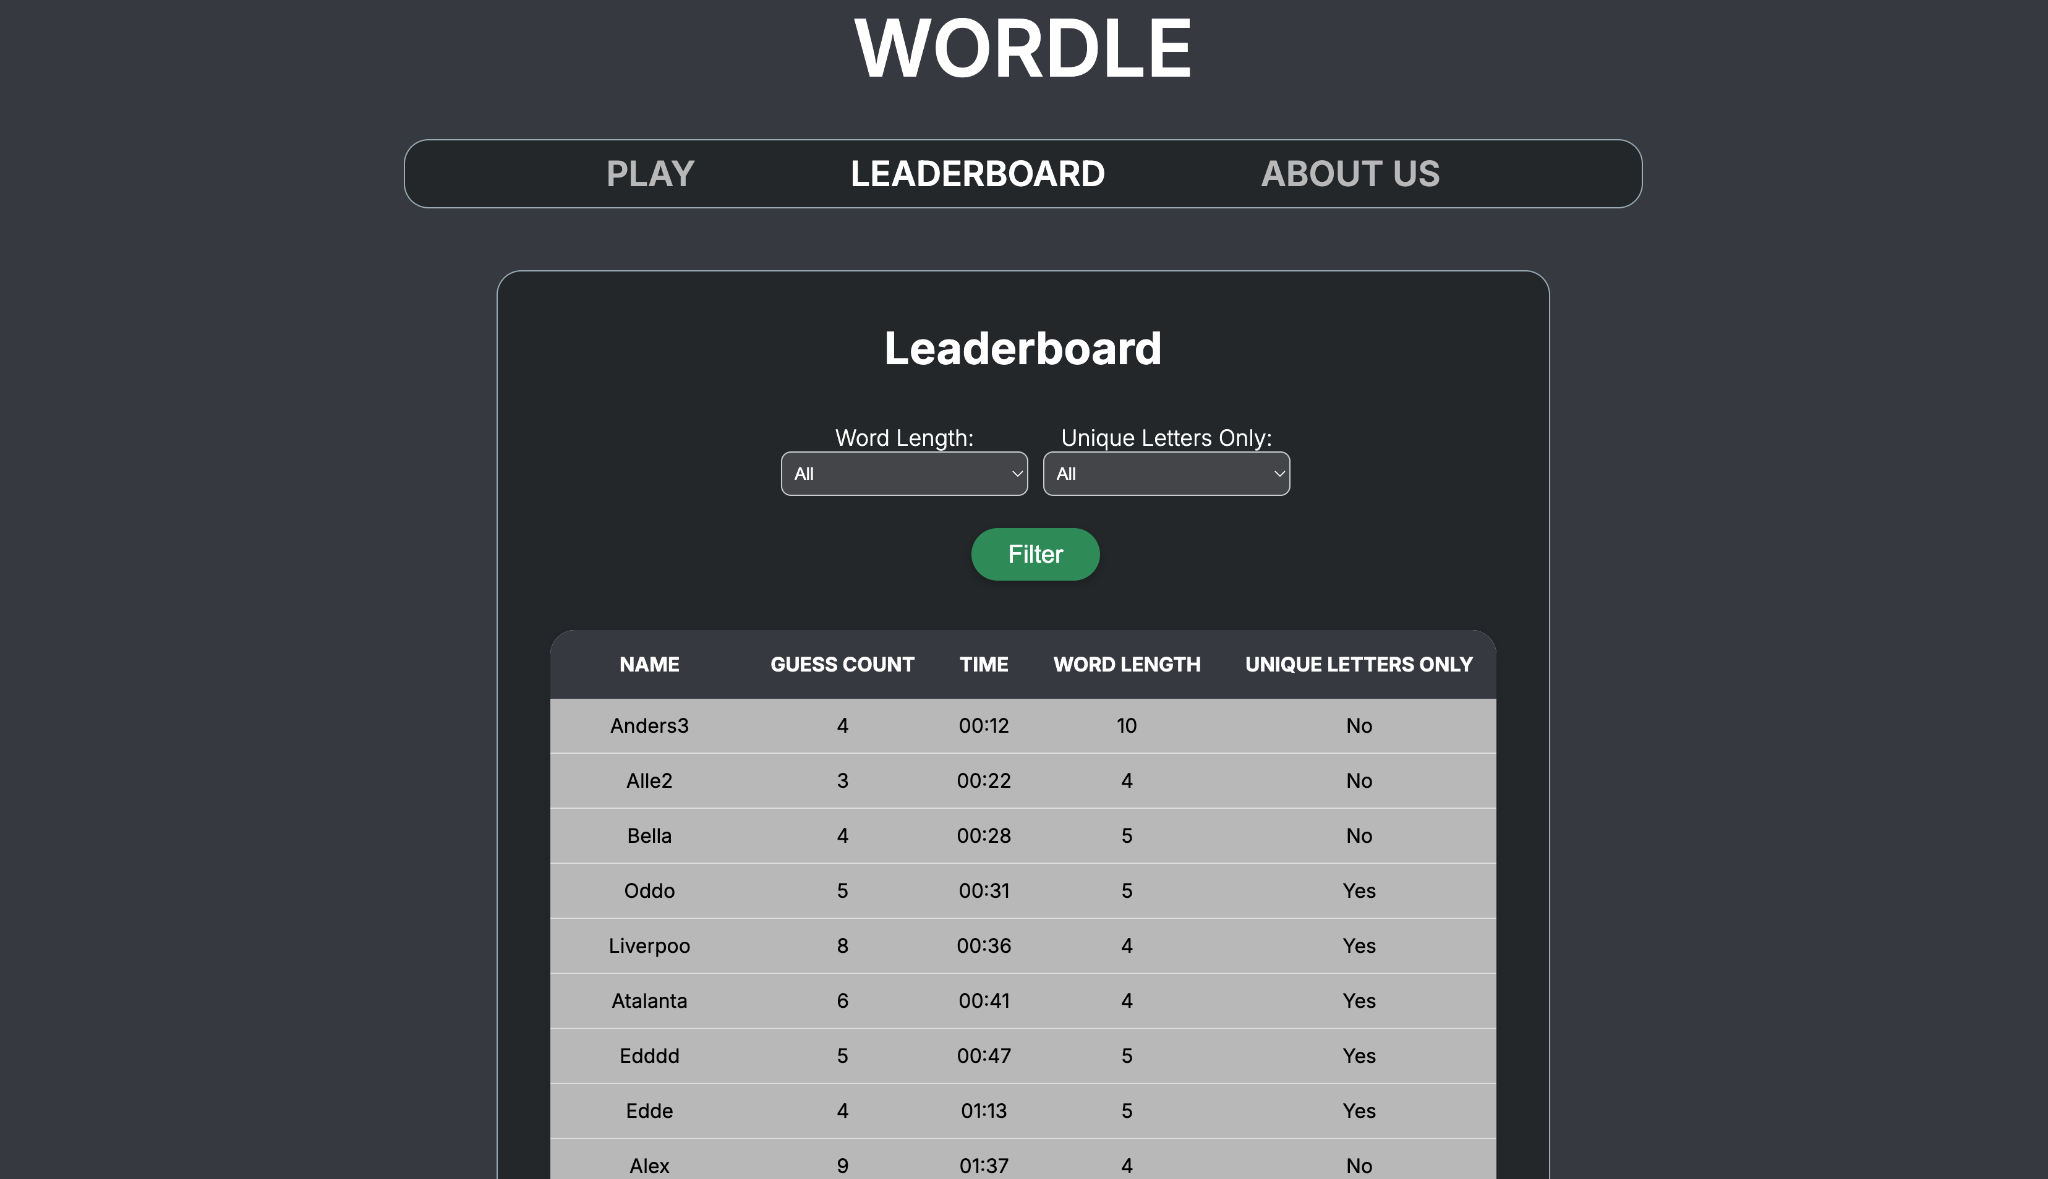 WORDLE
PLAY LEADERBOARD ABOUT US
Leaderboard
Word Length: Unique Letters Only:
All All
Filter
NAME GUESS COUNT TIME WORD LENGTH UNIQUE LETTERS ONLY
Anders3 4 00:12 10 No
Alle2 3 00:22 4 No
Bella 4 00:28 5 No
Oddo 5 00:31 5 Yes
Liverpoo 8 00:36 4 Yes
Atalanta 6 00:41 4 Yes
Edddd 5 00:47 5 Yes
Edde 4 01:13 5 Yes
Alex 9 01:37 4 No